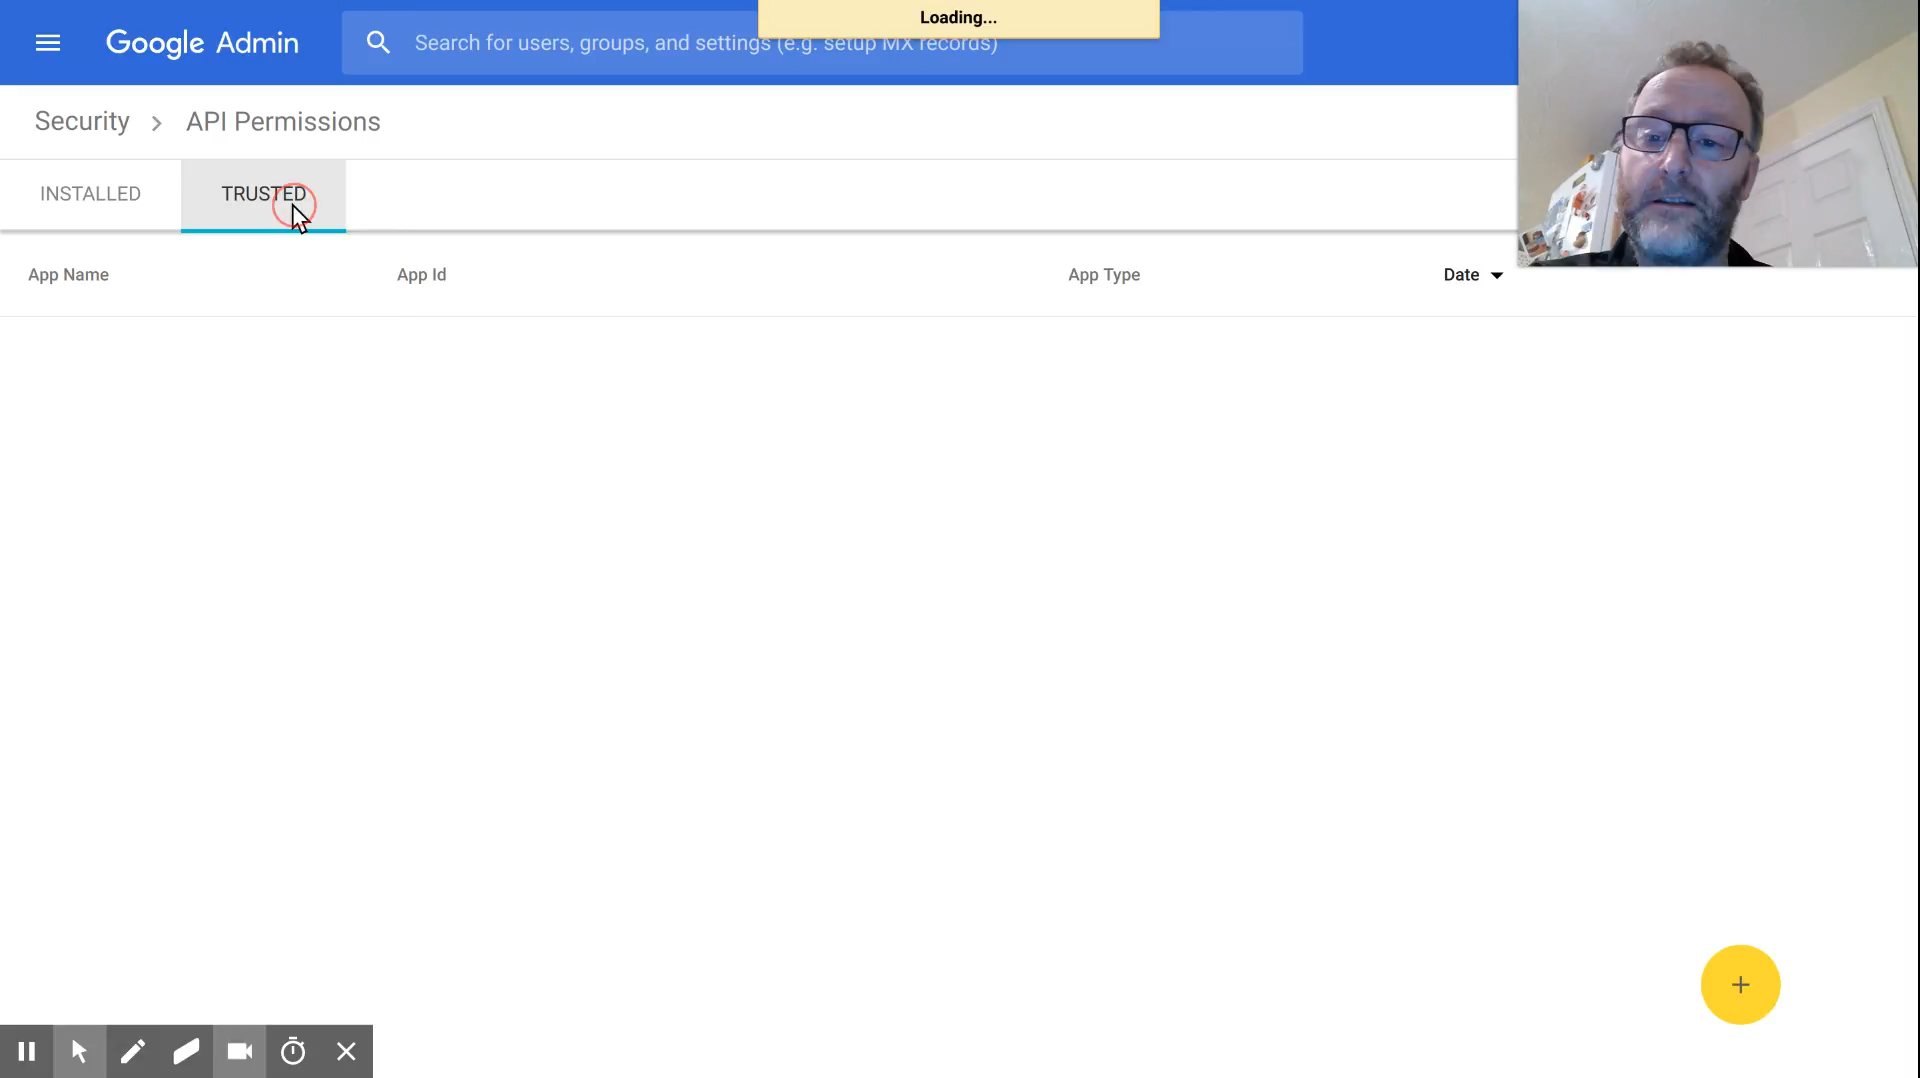 Loading...
Google Admin
Search for users, groups, and settings (e.g. setup MX records)
Security > API Permissions
INSTALLED
TRUSTED
App Name
App Id
App Type
Date